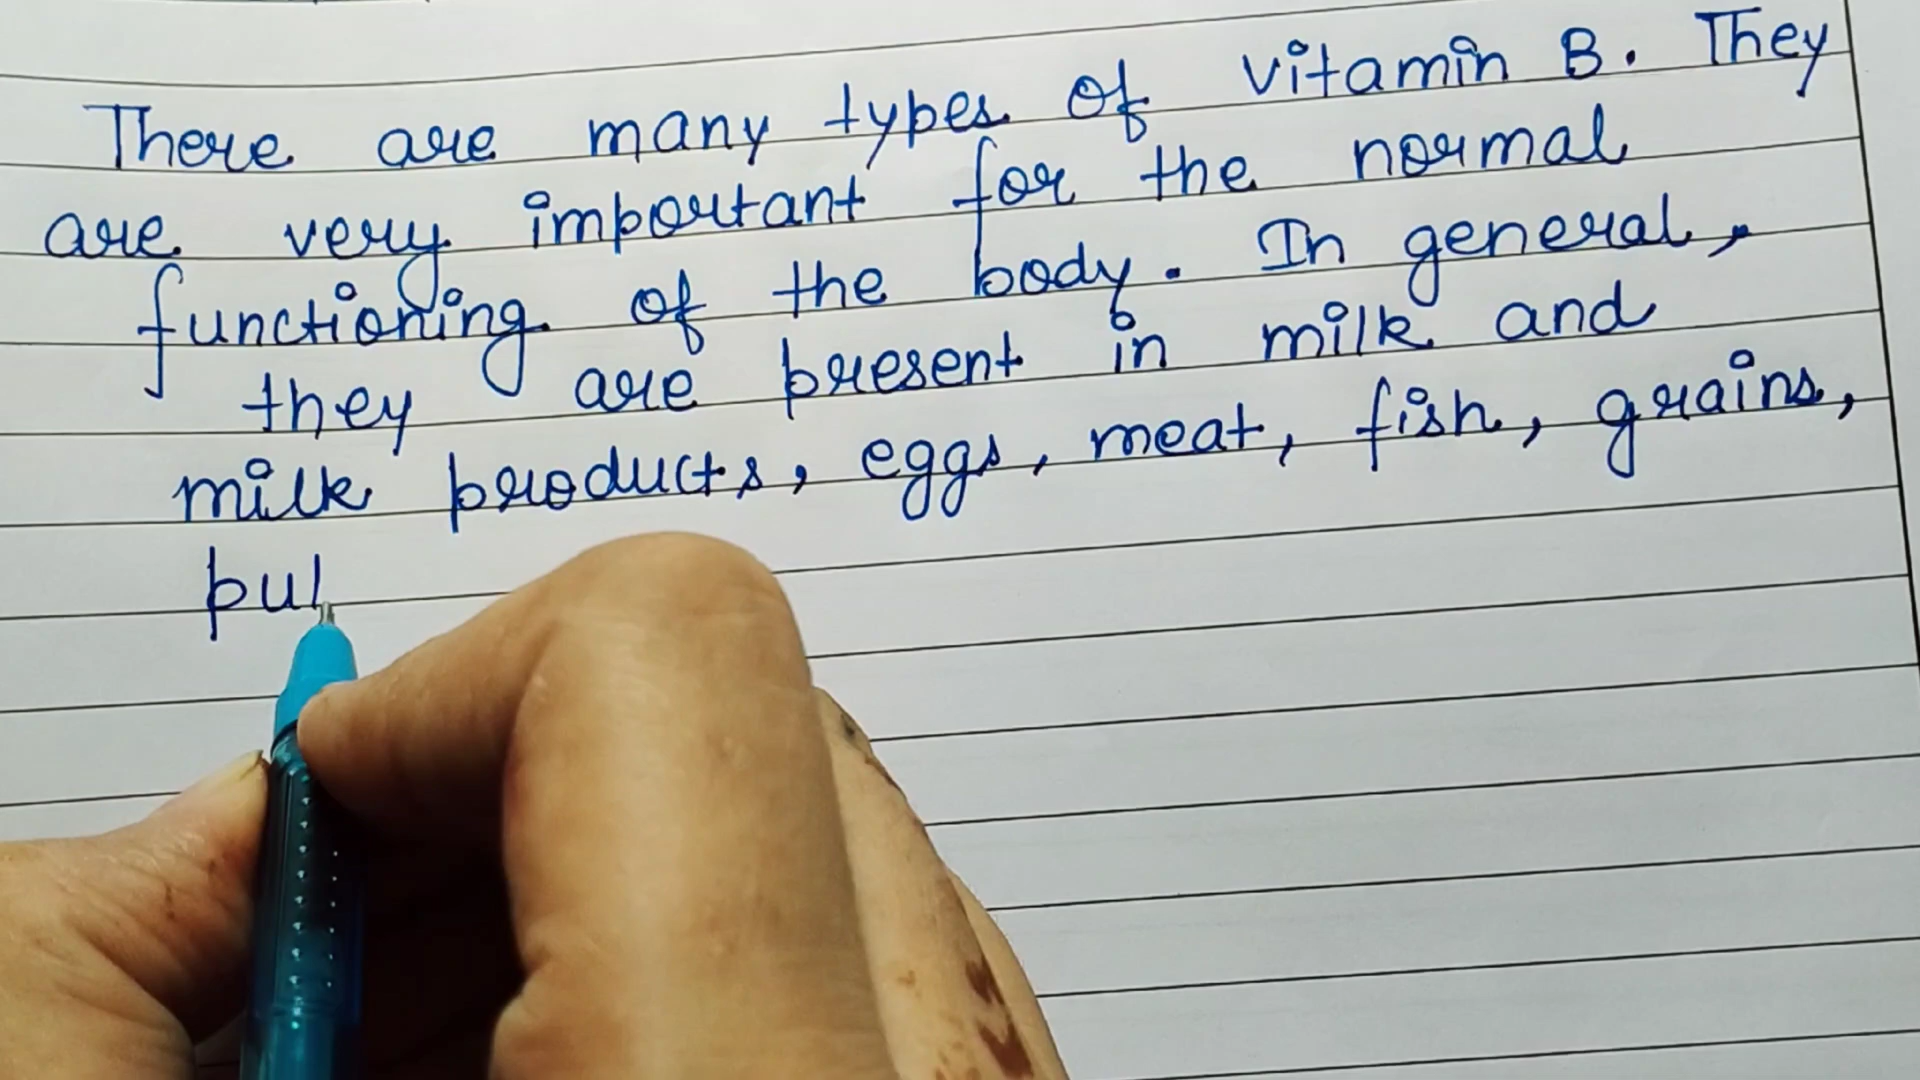 There are many types of vitamin B. They
are very important for the normal
functioning of the body. In general,
they are present in milk and
milk products, eggs, meat, fish, grains,
pul